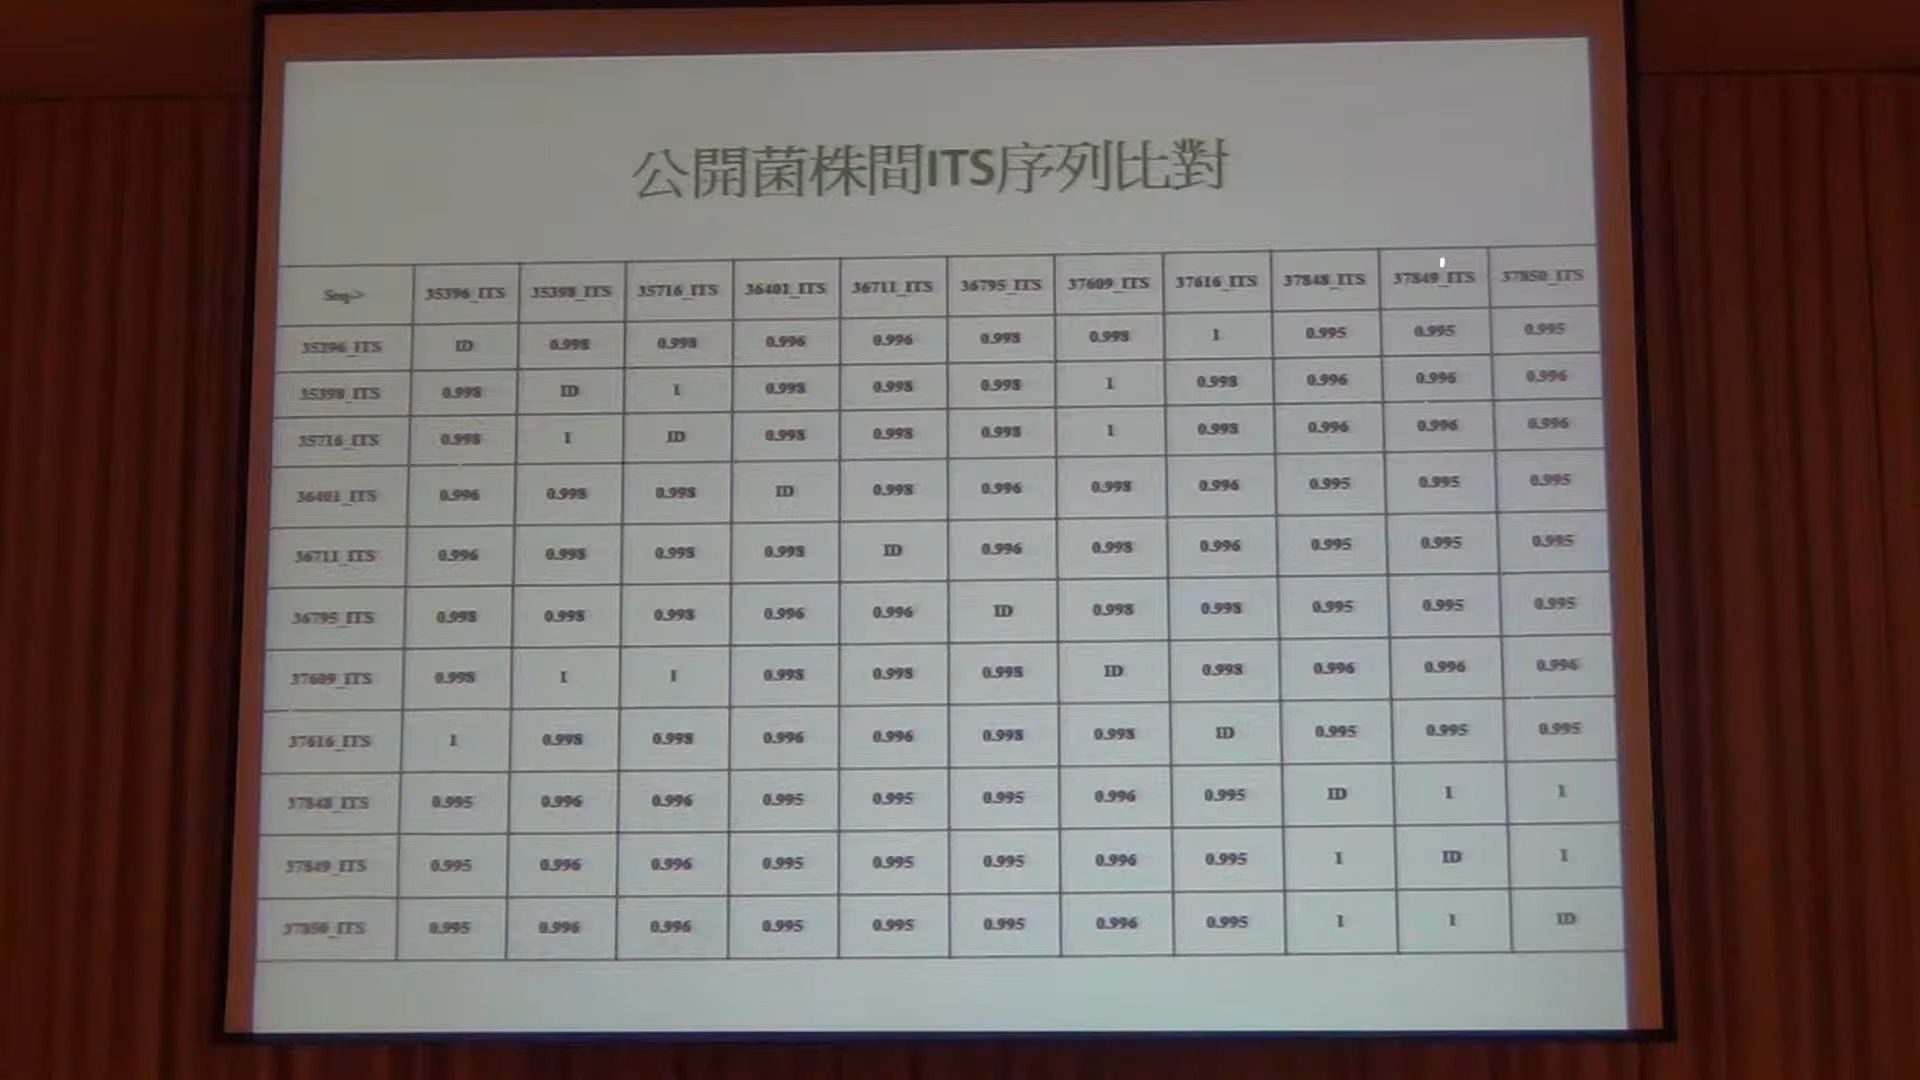 公開菌株間ITS序列比對
Seq-> 35396_ITS 35398_ITS 35716_ITS 36401_ITS 36711_ITS 36795_ITS 37609_ITS 37616_ITS 37848_ITS 37849_ITS 37850_ITS
35396_ITS ID 0.998 0.998 0.996 0.996 0.998 0.998 1 0.995 0.995 0.995
35398_ITS 0.998 ID 1 0.998 0.998 0.998 1 0.998 0.996 0.996 0.996
35716_ITS 0.998 1 ID 0.998 0.998 0.998 1 0.998 0.996 0.996 0.996
36401_ITS 0.996 0.998 0.998 ID 0.998 0.996 0.998 0.996 0.995 0.995 0.995
36711_ITS 0.996 0.998 0.998 0.998 ID 0.996 0.998 0.996 0.995 0.995 0.995
36795_ITS 0.998 0.998 0.998 0.996 0.996 ID 0.998 0.998 0.995 0.995 0.995
37609_ITS 0.998 1 1 0.998 0.998 0.998 ID 0.998 0.996 0.996 0.996
37616_ITS 1 0.998 0.998 0.996 0.996 0.998 0.998 ID 0.995 0.995 0.995
37848_ITS 0.995 0.996 0.996 0.995 0.995 0.995 0.996 0.995 ID 1 1
37849_ITS 0.995 0.996 0.996 0.995 0.995 0.995 0.996 0.995 1 ID 1
37850_ITS 0.995 0.996 0.996 0.995 0.995 0.995 0.996 0.995 1 1 ID